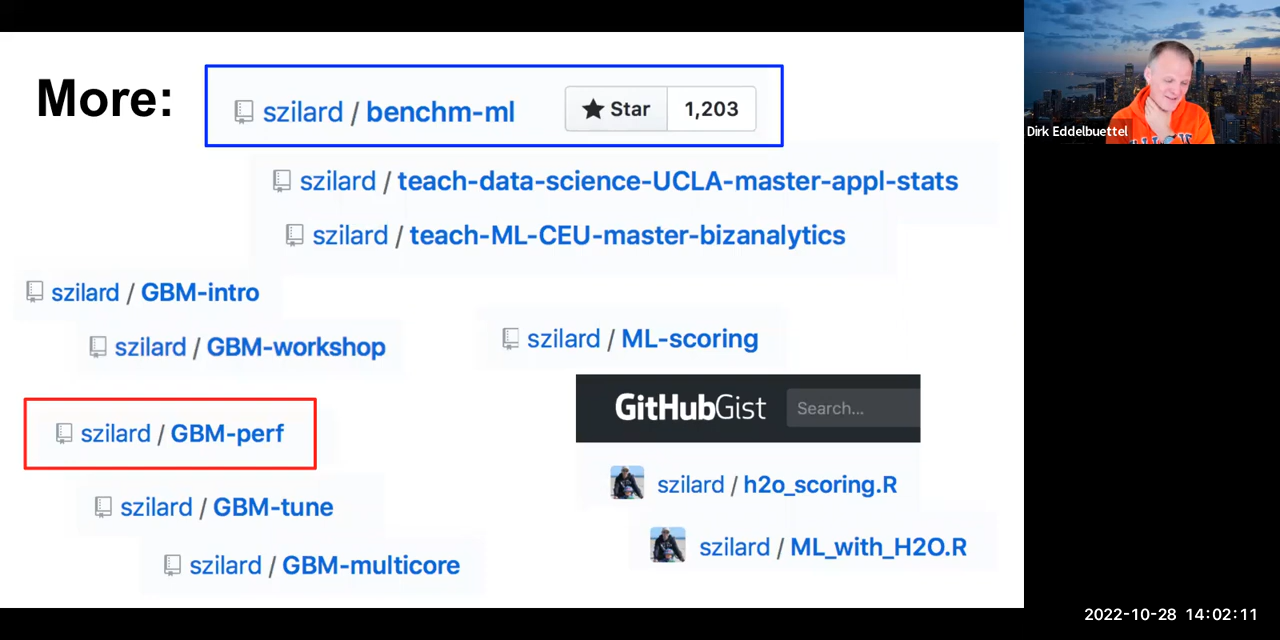 More:
szilard / benchm-ml
Star 1,203
szilard / teach-data-science-UCLA-master-appl-stats
szilard / teach-ML-CEU-master-bizanalytics
szilard / GBM-intro
szilard / GBM-workshop
szilard / ML-scoring
GitHubGist Search...
szilard / GBM-perf
szilard / h2o_scoring.R
szilard / GBM-tune
szilard / ML_with_H2O.R
szilard / GBM-multicore
Dirk Eddelbuettel
2022-10-28 14:02:11